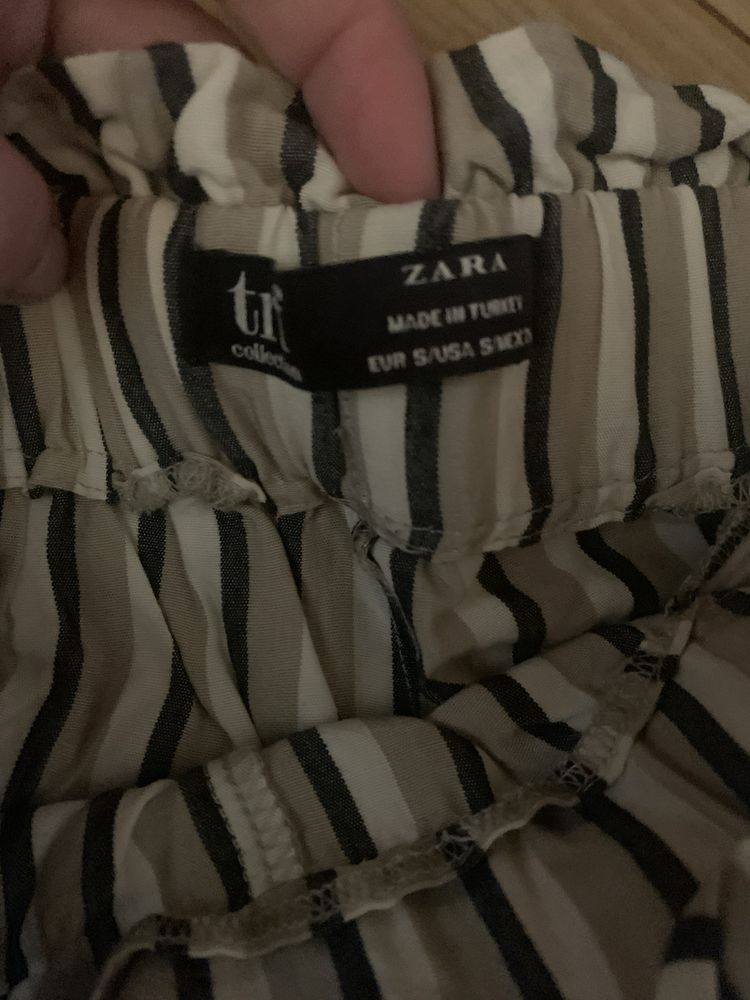 trf
collection
ZARA
MADE IN TURKEY
EUR S/USA S/MEX